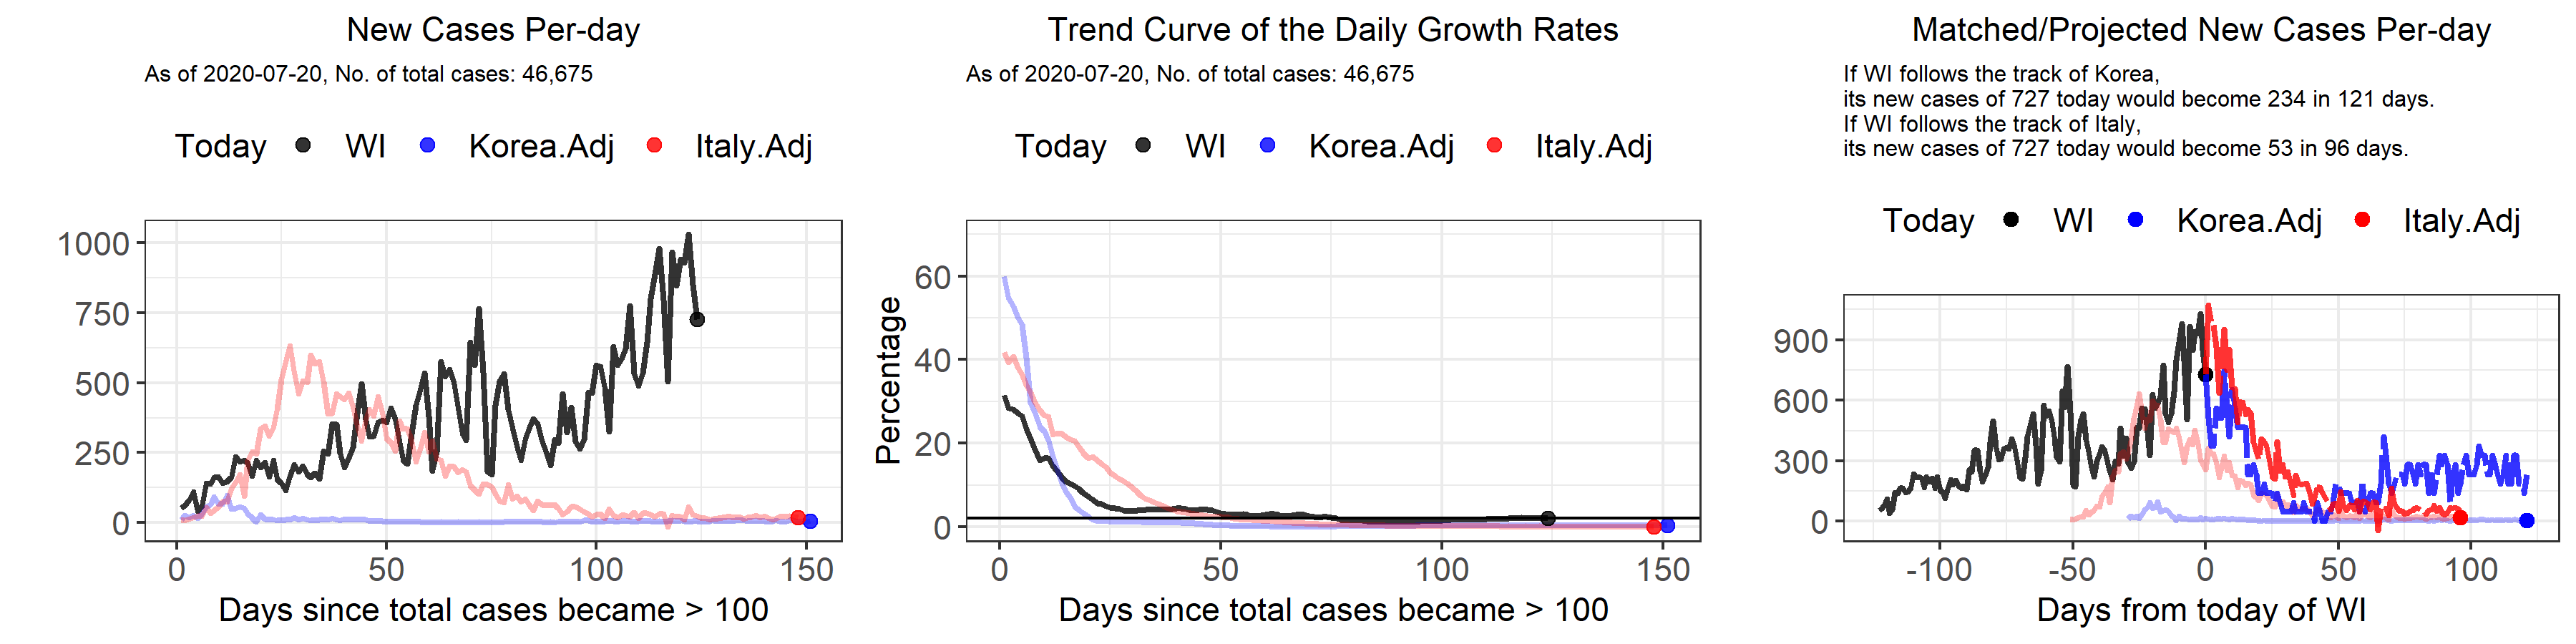 New Cases Per-day
As of 2020-07-20, No. of total cases: 46,675
Today WI Korea.Adj Italy.Adj
1000
750
500
250
0
0 50 100 150
Days since total cases became > 100
Trend Curve of the Daily Growth Rates
As of 2020-07-20, No. of total cases: 46,675
Today WI Korea.Adj Italy.Adj
Percentage
60
40
20
0
0 50 100 150
Days since total cases became > 100
Matched/Projected New Cases Per-day
If WI follows the track of Korea,
its new cases of 727 today would become 234 in 121 days.
If WI follows the track of Italy,
its new cases of 727 today would become 53 in 96 days.
Today WI Korea.Adj Italy.Adj
900
600
300
0
-100 -50 0 50 100
Days from today of WI